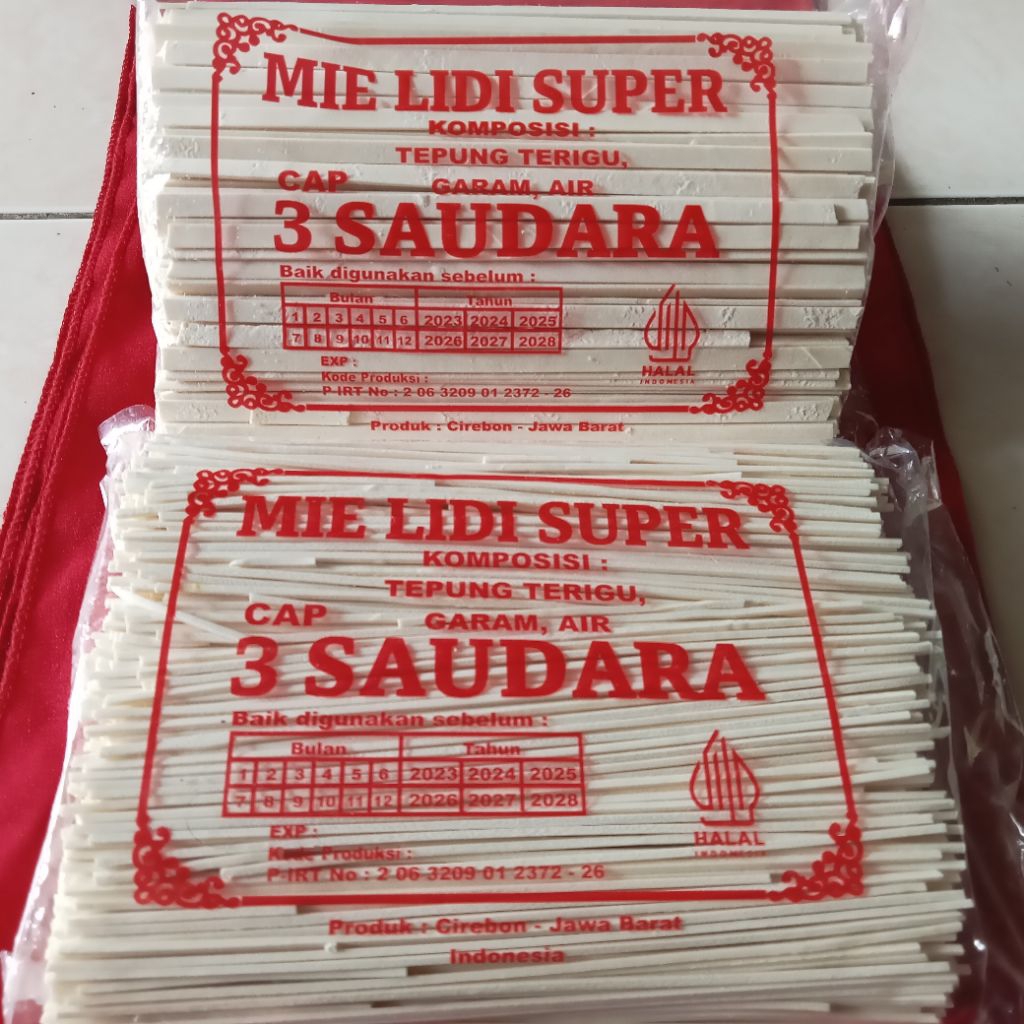 MIE LIDI SUPER
KOMPOSISI :
TEPUNG TERIGU,
CAP GARAM, AIR
3 SAUDARA
Baik digunakan sebelum :
Bulan Tahun
1 2 3 4 5 6 2023 2024 2025
7 8 9 10 11 12 2026 2027 2028
EXP :
Kode Produksi :
P-IRT No : 2 06 3209 01 2372 - 26
HALAL
INDONESIA
Produk : Cirebon - Jawa Barat
MIE LIDI SUPER
KOMPOSISI :
TEPUNG TERIGU,
CAP GARAM, AIR
3 SAUDARA
Baik digunakan sebelum :
Bulan Tahun
1 2 3 4 5 6 2023 2024 2025
7 8 9 10 11 12 2026 2027 2028
EXP :
Kode Produksi :
P-IRT No : 2 06 3209 01 2372 - 26
HALAL
INDONESIA
Produk : Cirebon - Jawa Barat
Indonesia